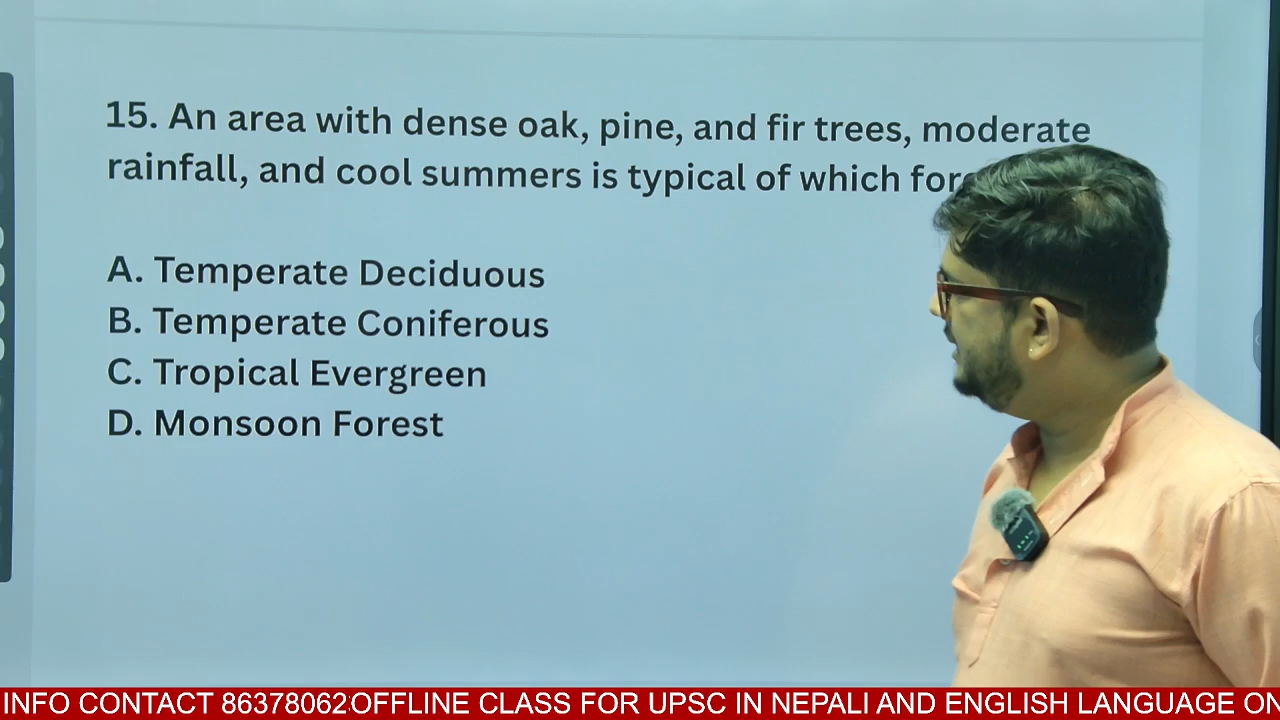 15. An area with dense oak, pine, and fir trees, moderate
rainfall, and cool summers is typical of which
A. Temperate Deciduous
B. Temperate Coniferous
C. Tropical Evergreen
D. Monsoon Forest
INFO CONTACT 86378062 OFFLINE CLASS FOR UPSC IN NEPALI AND ENGLISH LANGUAGE